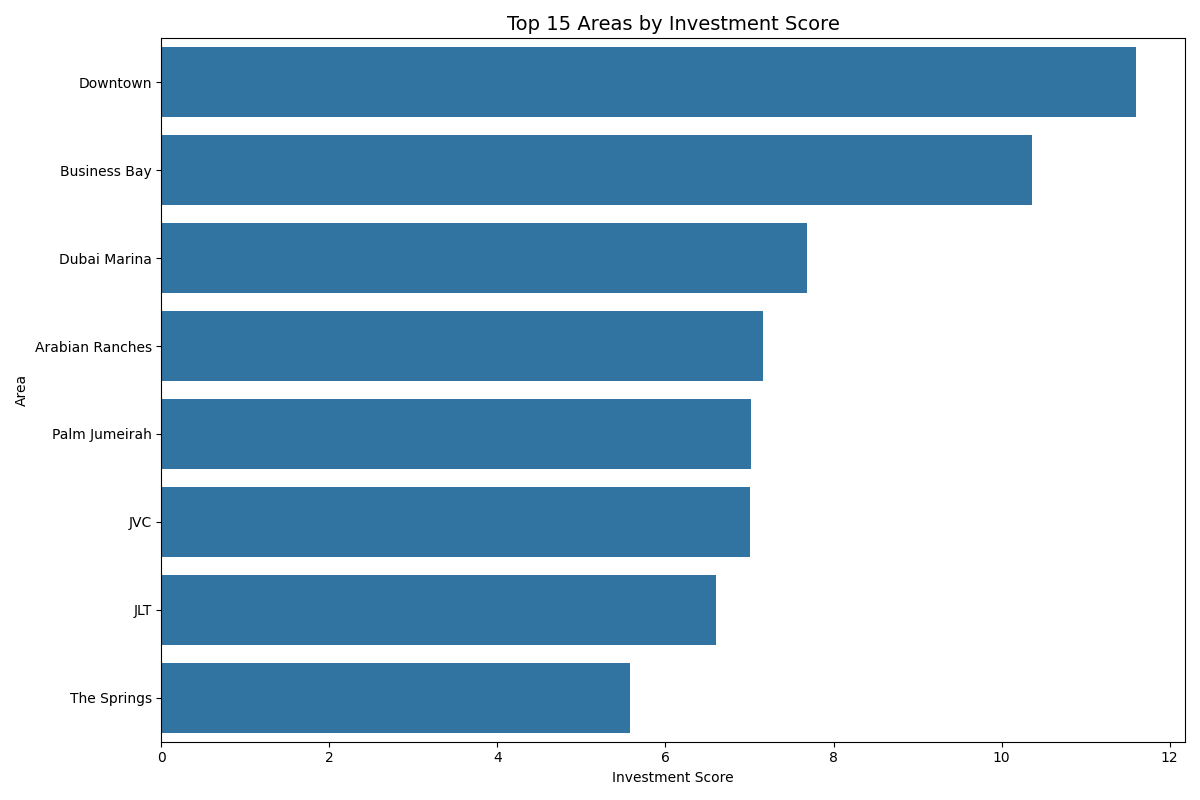 Top 15 Areas by Investment Score
Downtown
Business Bay
Dubai Marina
Arabian Ranches
Palm Jumeirah
JVC
JLT
The Springs
Area
0 2 4 6 8 10 12
Investment Score